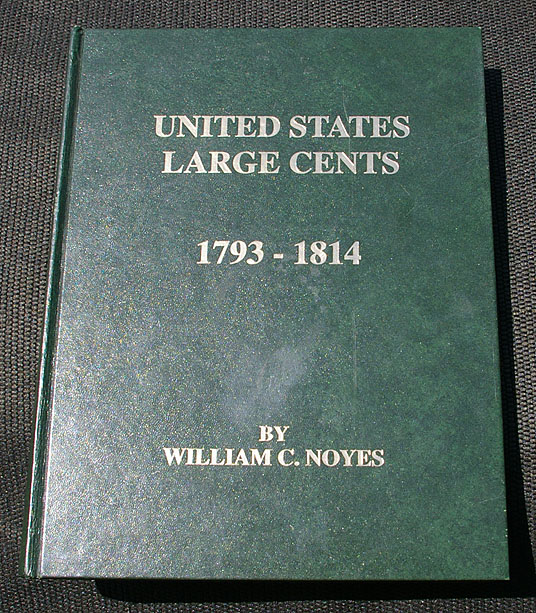 UNITED STATES
LARGE CENTS
1793 - 1814
BY
WILLIAM C. NOYES